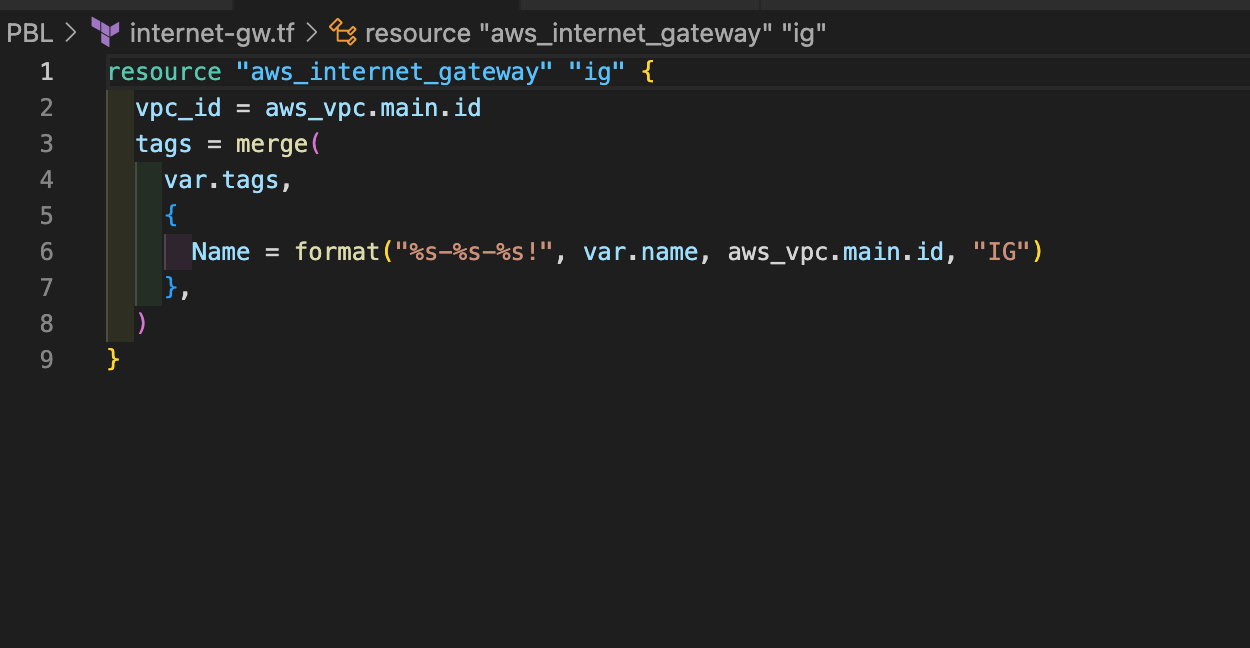 PBL > internet-gw.tf > resource "aws_internet_gateway" "ig"
1 resource "aws_internet_gateway" "ig" {
2 vpc_id = aws_vpc.main.id
3 tags = merge(
4 var.tags,
5 {
6 Name = format("%s-%s-%s!", var.name, aws_vpc.main.id, "IG")
7 },
8 )
9 }